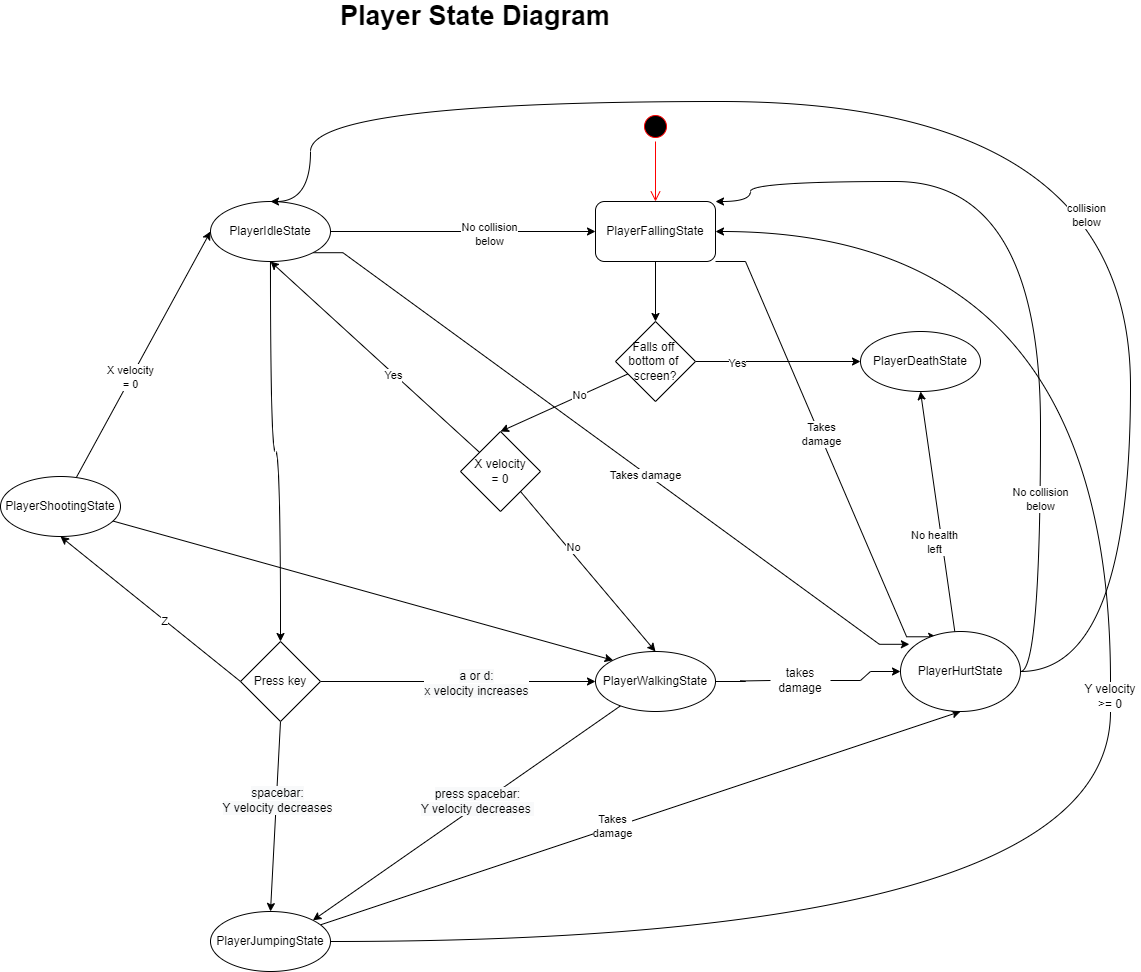 Player State Diagram
collision
below
PlayerIdleState
No collision
below
PlayerFallingState
Falls off
bottom of
screen?
Yes
PlayerDeathState
X velocity
= 0
Yes
No
Takes
damage
X velocity
= 0
Takes damage
No collision
below
PlayerShootingState
No health
left
No
Z
Press key
a or d:
x velocity increases
PlayerWalkingState
takes
damage
PlayerHurtState
Y velocity
>= 0
spacebar:
Y velocity decreases
press spacebar:
Y velocity decreases
Takes
damage
PlayerJumpingState